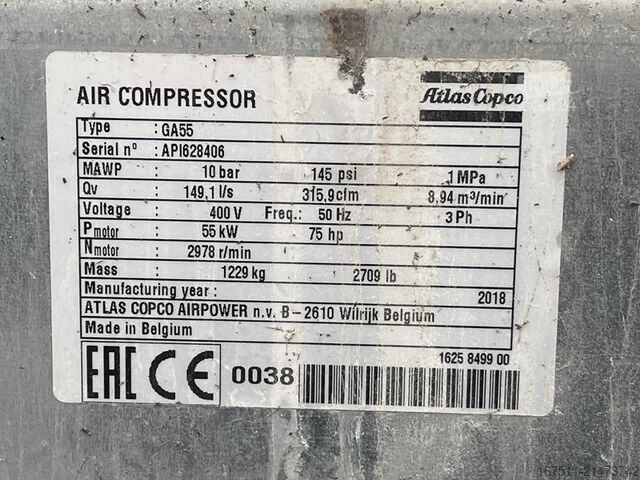 AIR COMPRESSOR Atlas Copco
Type : GA55
Serial nº : API628406
MAWP : 10 bar 145 psi 1 MPa
Qv : 149,1 l/s 315,9cfm 8,94 m³/min
Voltage : 400 V Freq.: 50 Hz 3 Ph
Pmotor : 55 kW 75 hp
Nmotor : 2978 r/min
Mass : 1229 kg 2709 lb
Manufacturing year : 2018
ATLAS COPCO AIRPOWER n.v. B-2610 Wilrijk Belgium
Made in Belgium
1625 8499 00
EAC CE 0038